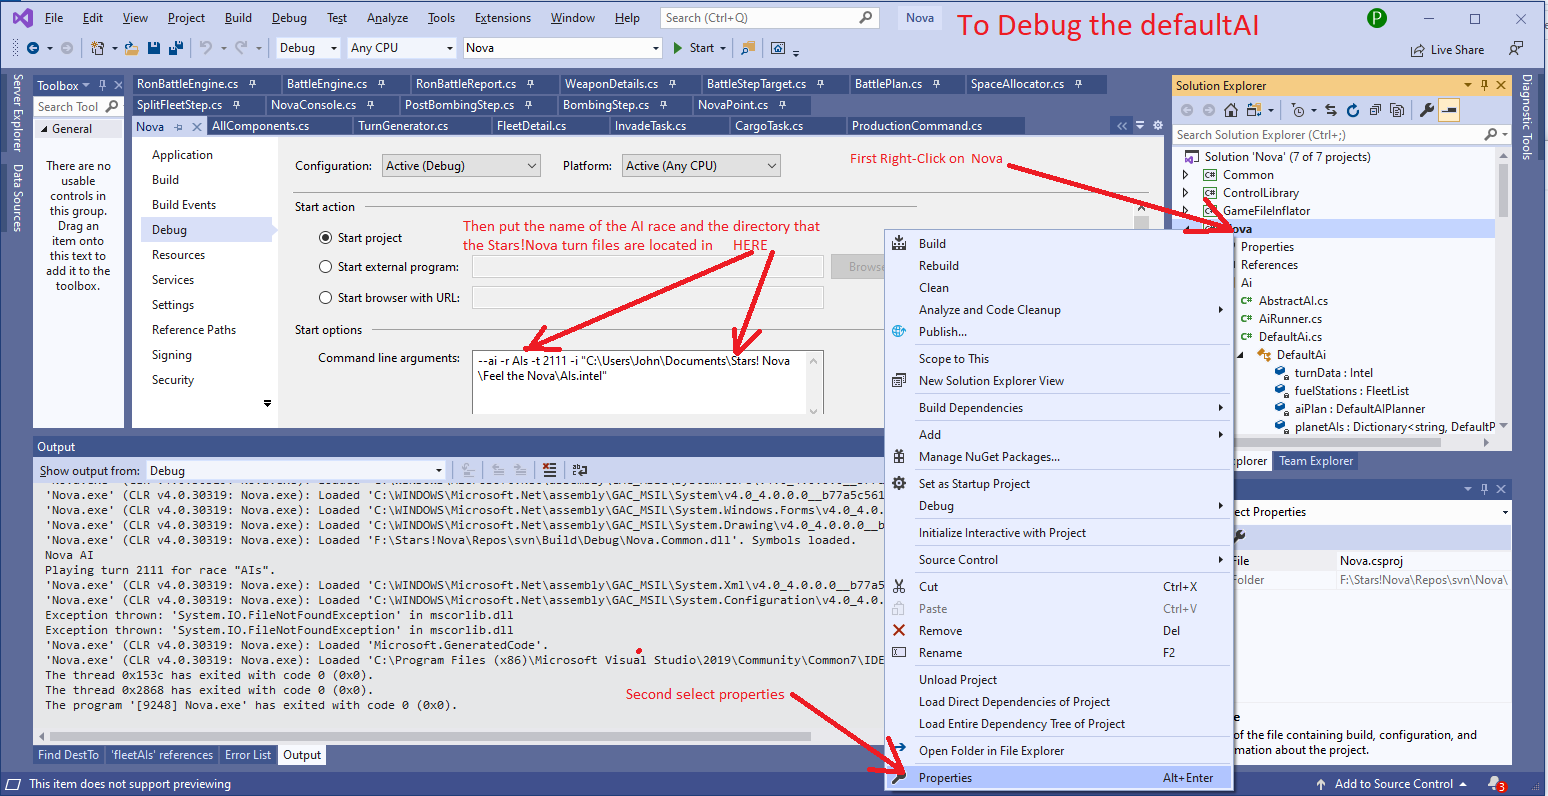 File Edit View Project Build Debug Test Analyze Tools Extensions Window Help Search (Ctrl+Q) Nova
To Debug the defaultAI
P
Debug Any CPU Nova Start Live Share
Server Explorer
Data Sources
Toolbox
Search Tool
General
There are no
usable
controls in
this group.
Drag an
item onto
this text to
add it to the
toolbox.
RonBattleEngine.cs BattleEngine.cs RonBattleReport.cs WeaponDetails.cs BattleStepTarget.cs BattlePlan.cs SpaceAllocator.cs
SplitFleetStep.cs NovaConsole.cs PostBombingStep.cs BombingStep.cs NovaPoint.cs
Nova AllComponents.cs TurnGenerator.cs FleetDetail.cs InvadeTask.cs CargoTask.cs ProductionCommand.cs
Application
Build
Build Events
Debug
Resources
Services
Settings
Reference Paths
Signing
Security
Configuration: Active (Debug) Platform: Active (Any CPU)
First Right-Click on Nova
Start action
Start project
Then put the name of the AI race and the directory that
the Stars!Nova turn files are located in HERE
Start external program: Browse
Start browser with URL:
Start options
Command line arguments: --ai -r AIs -t 2111 -i "C:\Users\John\Documents\Stars! Nova
\Feel the Nova\AIs.intel"
Solution Explorer
Search Solution Explorer (Ctrl+;)
Solution 'Nova' (7 of 7 projects)
C# Common
C# ControlLibrary
C# GameFileInflator
Nova
Properties
References
Ai
C# AbstractAI.cs
C# AiRunner.cs
C# DefaultAi.cs
DefaultAi
turnData : Intel
fuelStations : FleetList
aiPlan : DefaultAIPlanner
planetAIs : Dictionary<string, DefaultP
plorer Team Explorer
Diagnostic Tools
Build
Rebuild
Clean
Analyze and Code Cleanup
Publish...
Scope to This
New Solution Explorer View
Build Dependencies
Add
Manage NuGet Packages...
Set as Startup Project
Debug
Initialize Interactive with Project
Source Control
Cut Ctrl+X
Paste Ctrl+V
Remove Del
Rename F2
Unload Project
Load Direct Dependencies of Project
Load Entire Dependency Tree of Project
Open Folder in File Explorer
Properties Alt+Enter
Output
Show output from: Debug
'Nova.exe' (CLR v4.0.30319: Nova.exe): Loaded 'C:\WINDOWS\Microsoft.Net\assembly\GAC_MSIL\System\v4.0_4.0.0.0__b77a5c561
'Nova.exe' (CLR v4.0.30319: Nova.exe): Loaded 'C:\WINDOWS\Microsoft.Net\assembly\GAC_MSIL\System.Windows.Forms\v4.0_4.0.
'Nova.exe' (CLR v4.0.30319: Nova.exe): Loaded 'C:\WINDOWS\Microsoft.Net\assembly\GAC_MSIL\System.Drawing\v4.0_4.0.0.0__b
'Nova.exe' (CLR v4.0.30319: Nova.exe): Loaded 'F:\Stars!Nova\Repos\svn\Build\Debug\Nova.Common.dll'. Symbols loaded.
Nova AI
Playing turn 2111 for race "AIs".
'Nova.exe' (CLR v4.0.30319: Nova.exe): Loaded 'C:\WINDOWS\Microsoft.Net\assembly\GAC_MSIL\System.Xml\v4.0_4.0.0.0__b77a5
'Nova.exe' (CLR v4.0.30319: Nova.exe): Loaded 'C:\WINDOWS\Microsoft.Net\assembly\GAC_MSIL\System.Configuration\v4.0_4.0.
Exception thrown: 'System.IO.FileNotFoundException' in mscorlib.dll
Exception thrown: 'System.IO.FileNotFoundException' in mscorlib.dll
'Nova.exe' (CLR v4.0.30319: Nova.exe): Loaded 'Microsoft.GeneratedCode'.
'Nova.exe' (CLR v4.0.30319: Nova.exe): Loaded 'C:\Program Files (x86)\Microsoft Visual Studio\2019\Community\Common7\IDE
The thread 0x153c has exited with code 0 (0x0).
The thread 0x2868 has exited with code 0 (0x0).
The program '[9248] Nova.exe' has exited with code 0 (0x0).
Second select properties
ect Properties
File Nova.csproj
Folder F:\Stars!Nova\Repos\svn\Nova\
e
of the file containing build, configuration, and
rmation about the project.
Find DestTo 'fleetAIs' references Error List Output
This item does not support previewing Add to Source Control 3